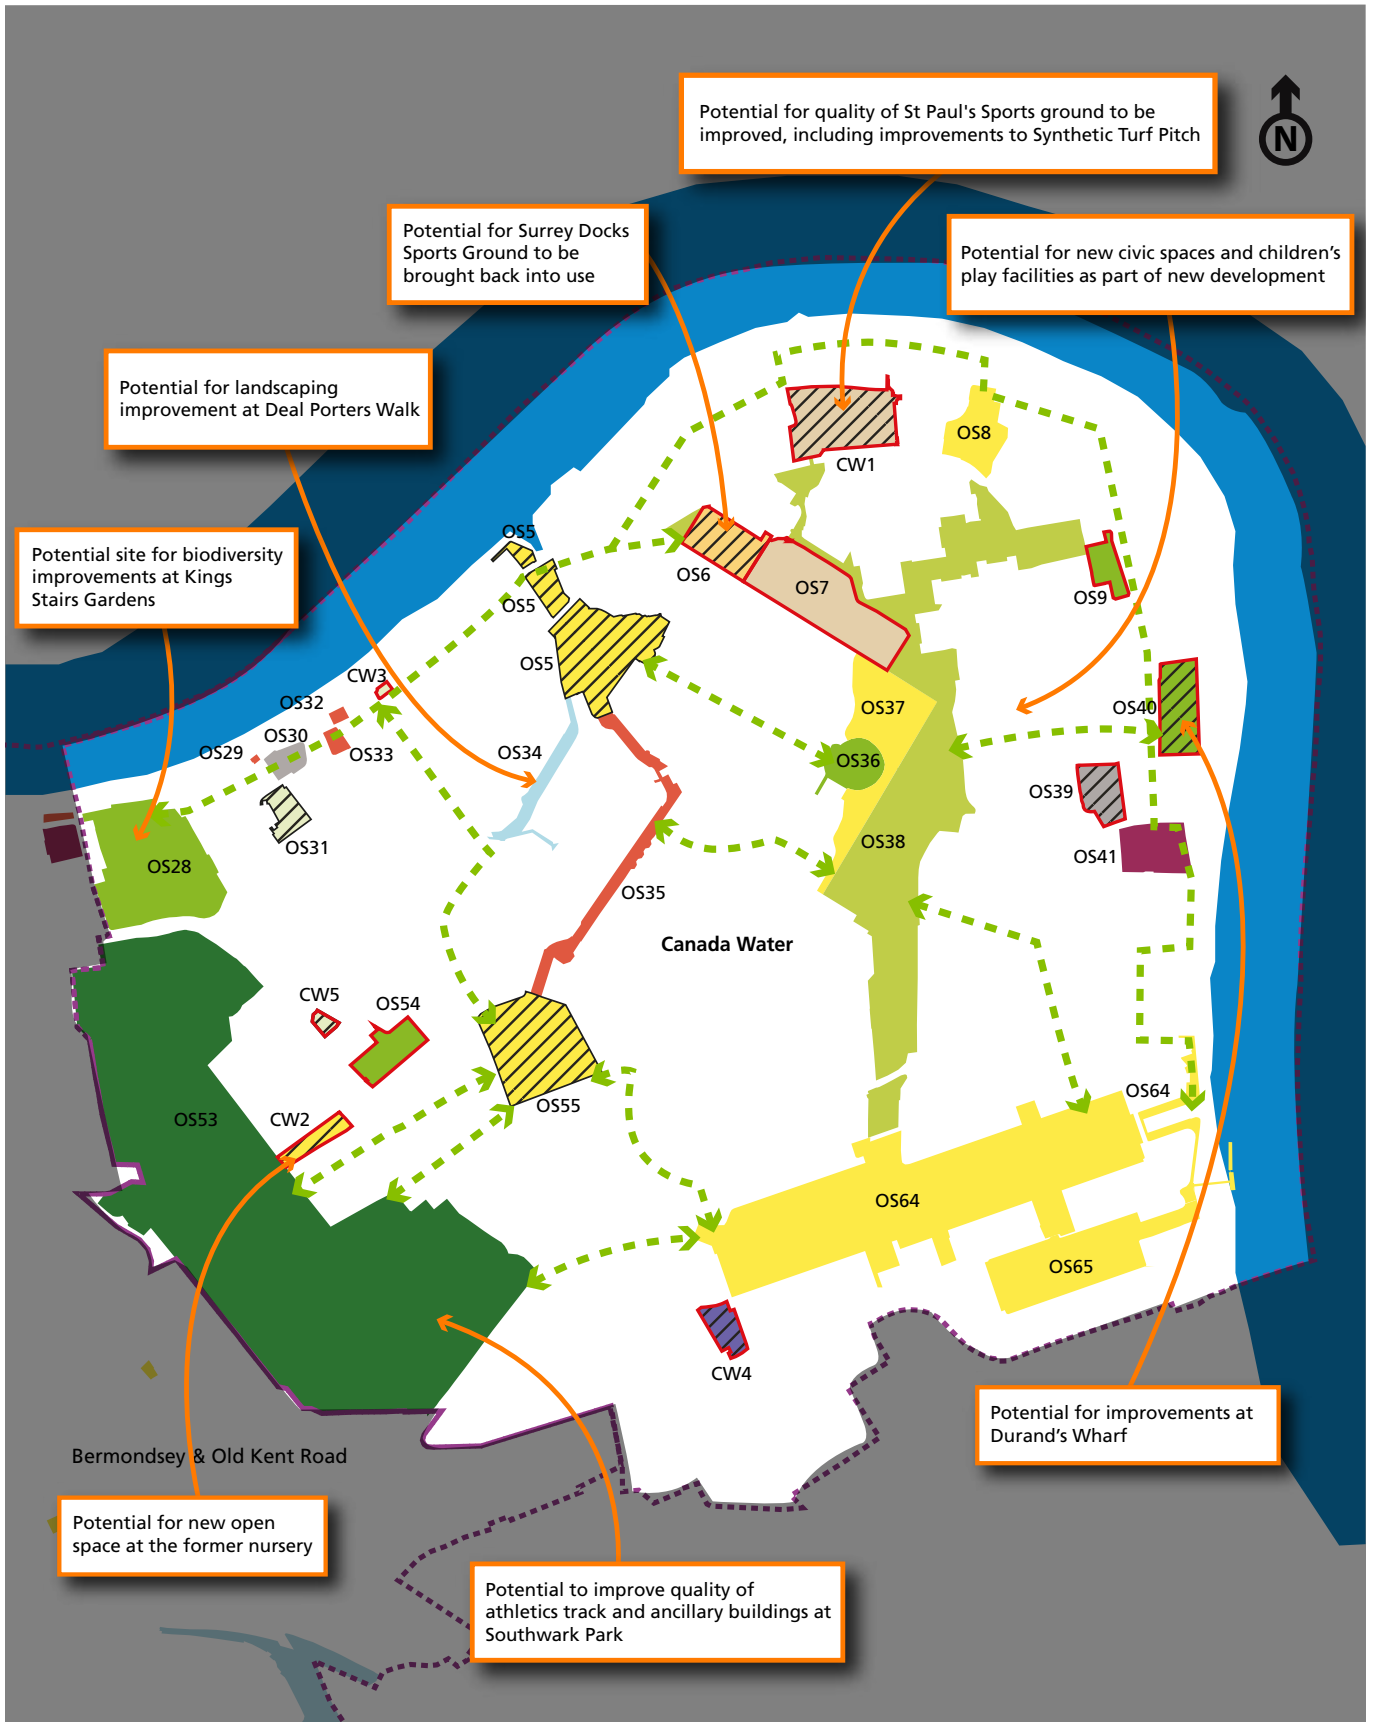 Potential for quality of St Paul's Sports ground to be
improved, including improvements to Synthetic Turf Pitch
N
Potential for Surrey Docks
Sports Ground to be
brought back into use
Potential for new civic spaces and children’s
play facilities as part of new development
Potential for landscaping
improvement at Deal Porters Walk
OS8
CW1
Potential site for biodiversity
improvements at Kings
Stairs Gardens
OS5
OS6
OS7
OS9
OS5
OS5
CW3
OS32
OS37
OS40
OS30
OS29
OS33
OS34
OS36
OS39
OS31
OS38
OS41
OS28
OS35
Canada Water
CW5
OS54
OS53
CW2
OS55
OS64
OS64
OS65
CW4
Potential for improvements at
Durand’s Wharf
Bermondsey & Old Kent Road
Potential for new open
space at the former nursery
Potential to improve quality of
athletics track and ancillary buildings at
Southwark Park